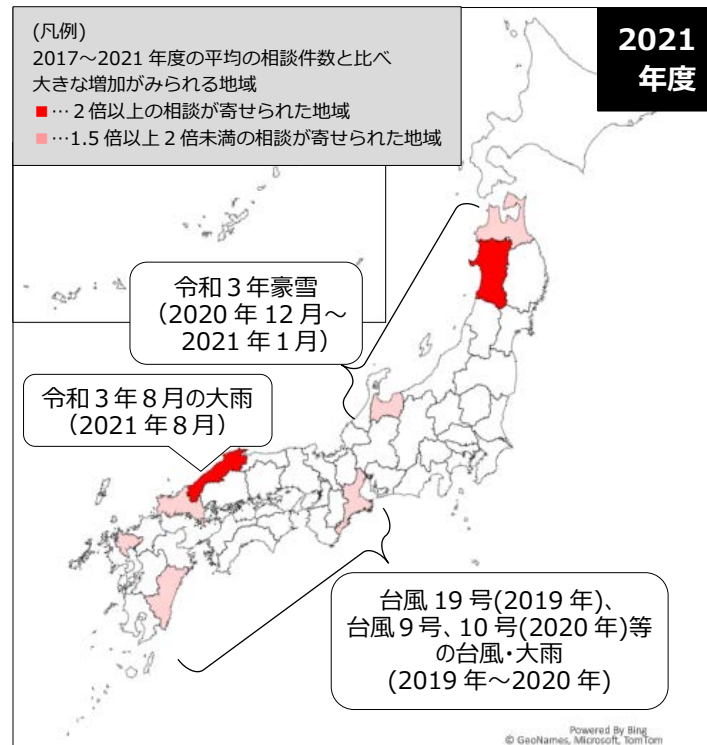 (凡例)
2017～2021 年度の平均の相談件数と比べ
大きな増加がみられる地域
■…２倍以上の相談が寄せられた地域
■…1.5 倍以上２倍未満の相談が寄せられた地域
2021
年度
令和３年豪雪
（2020 年 12 月～
2021 年１月）
令和３年８月の大雨
（2021 年８月）
台風 19 号(2019 年)、
台風９号、10 号(2020 年)等
の台風・大雨
(2019 年～2020 年)
Powered By Bing
© GeoNames, Microsoft, TomTom